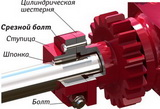 Цилиндрическая
шестерня
Срезной болт
Ступица
Шпонка
Болт